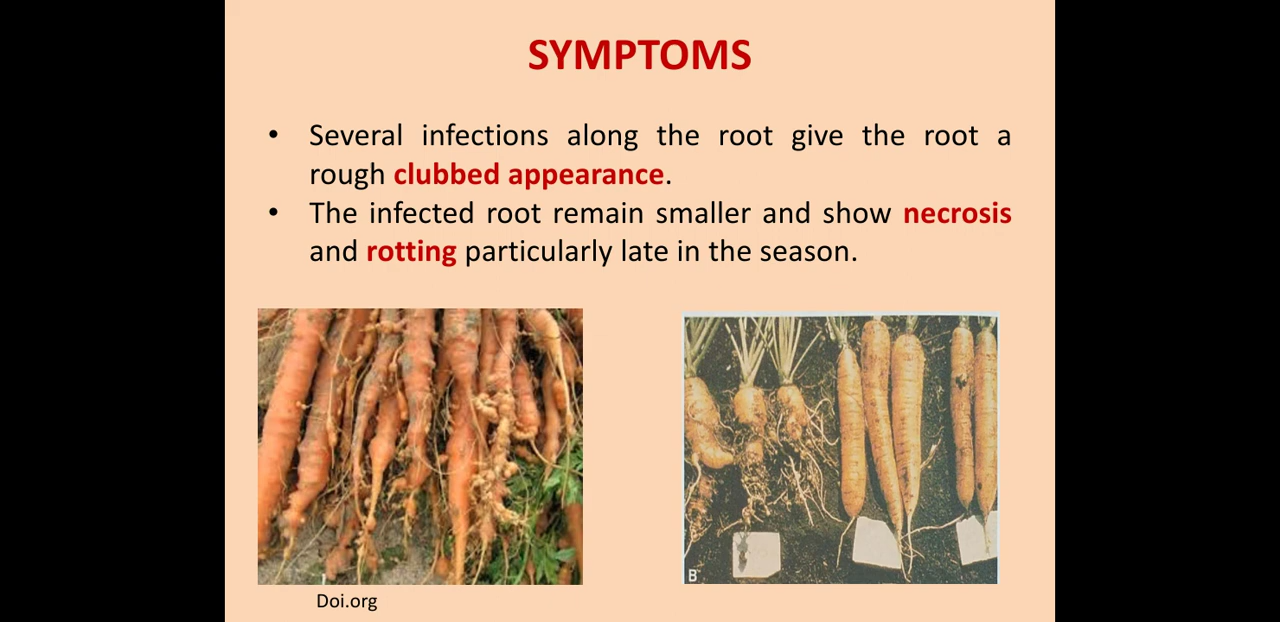 SYMPTOMS
• Several infections along the root give the root a
rough clubbed appearance.
• The infected root remain smaller and show necrosis
and rotting particularly late in the season.
B
Doi.org